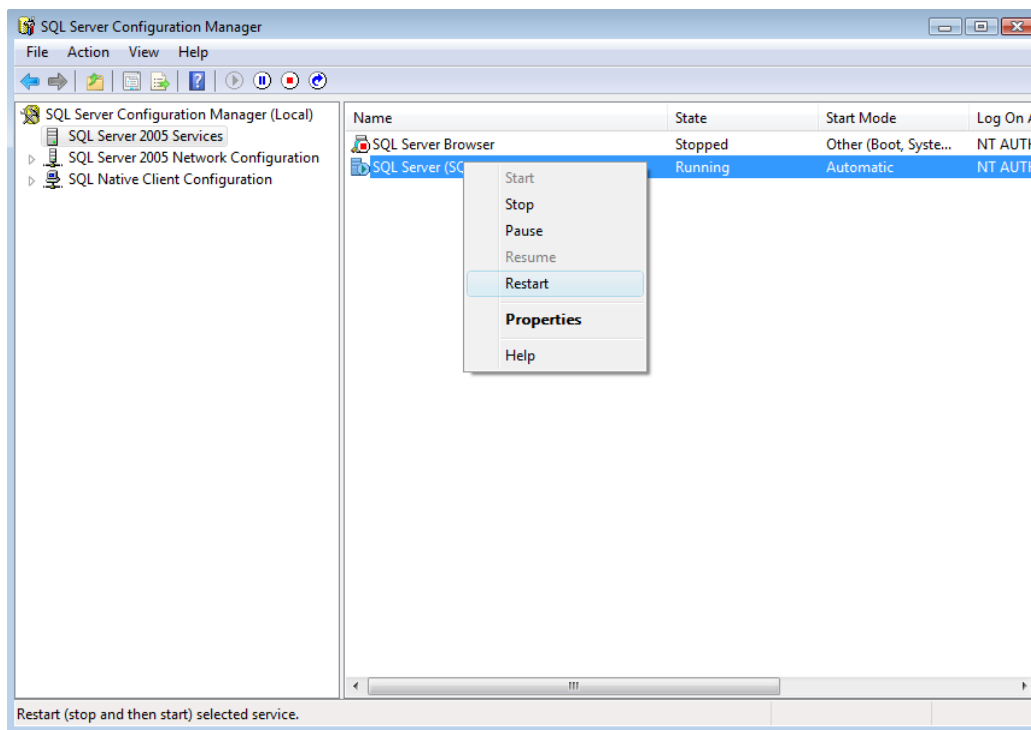 SQL Server Configuration Manager
File Action View Help
SQL Server Configuration Manager (Local)
SQL Server 2005 Services
SQL Server 2005 Network Configuration
SQL Native Client Configuration
Name State Start Mode Log On A
SQL Server Browser Stopped Other (Boot, Syste... NT AUTH
SQL Server (SQ Running Automatic NT AUTH
Start
Stop
Pause
Resume
Restart
Properties
Help
Restart (stop and then start) selected service.